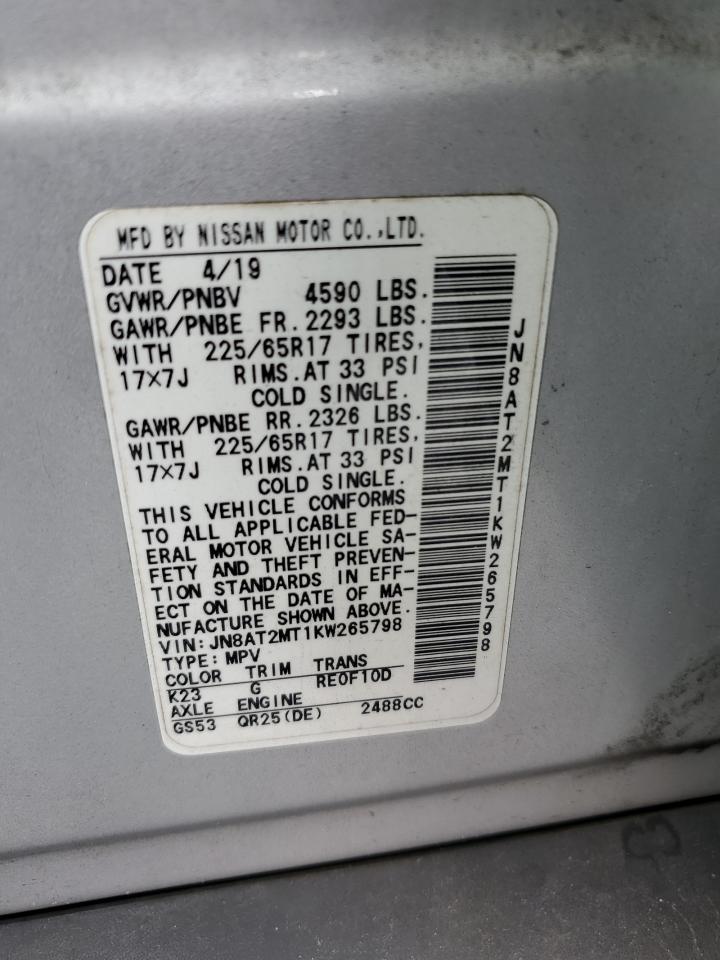 MFD BY NISSAN MOTOR CO.,LTD.
DATE 4/19
GVWR/PNBV 4590 LBS.
GAWR/PNBE FR. 2293 LBS.
WITH 225/65R17 TIRES,
17×7J RIMS. AT 33 PSI
COLD SINGLE.
GAWR/PNBE RR. 2326 LBS.
WITH 225/65R17 TIRES,
17×7J RIMS. AT 33 PSI
COLD SINGLE.
THIS VEHICLE CONFORMS
TO ALL APPLICABLE FED-
ERAL MOTOR VEHICLE SA-
FETY AND THEFT PREVEN-
TION STANDARDS IN EFF-
ECT ON THE DATE OF MA-
NUFACTURE SHOWN ABOVE.
VIN: JN8AT2MT1KW265798
TYPE: MPV
COLOR TRIM TRANS
K23 G RE0F10D
AXLE ENGINE
GS53 QR25(DE) 2488CC
JN8AT2MT1KW265798